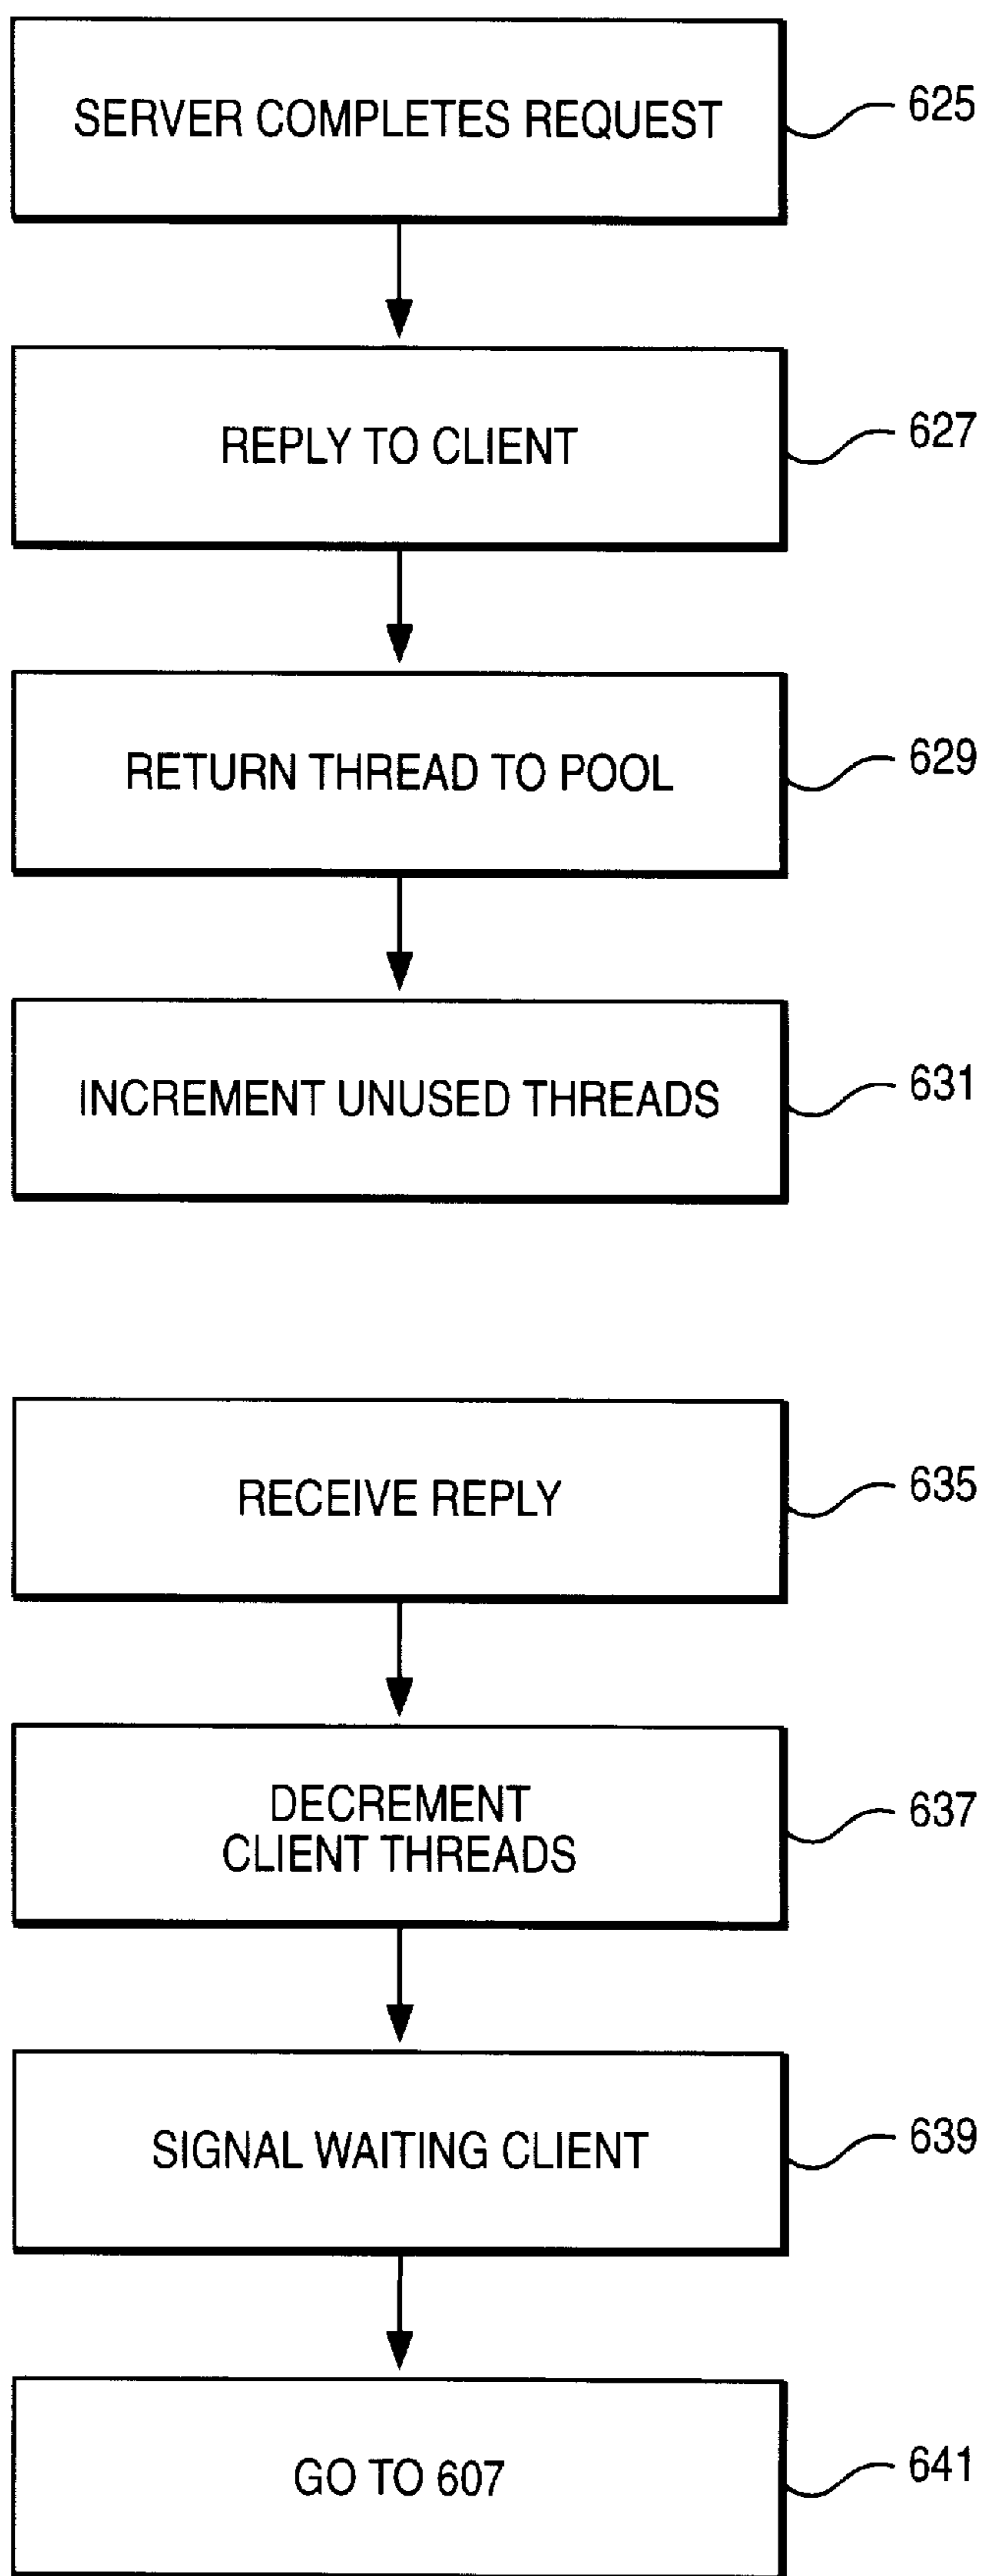 SERVER COMPLETES REQUEST
625
REPLY TO CLIENT
627
RETURN THREAD TO POOL
629
INCREMENT UNUSED THREADS
631
RECEIVE REPLY
635
DECREMENT
CLIENT THREADS
637
SIGNAL WAITING CLIENT
639
GO TO 607
641